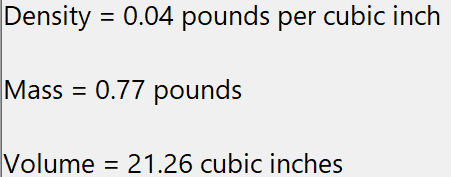 Density = 0.04 pounds per cubic inch
Mass = 0.77 pounds
Volume = 21.26 cubic inches